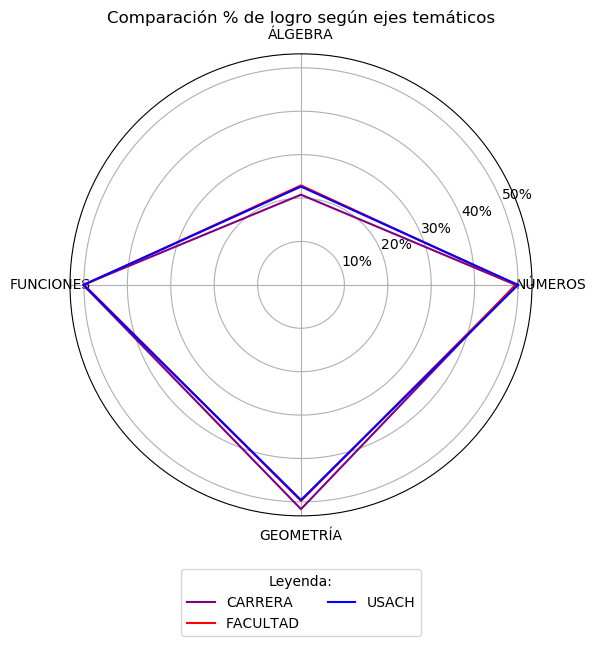 Comparación % de logro según ejes temáticos
ÁLGEBRA
50%
40%
30%
20%
10%
FUNCIONES
NÚMEROS
GEOMETRÍA
Leyenda:
CARRERA USACH
FACULTAD